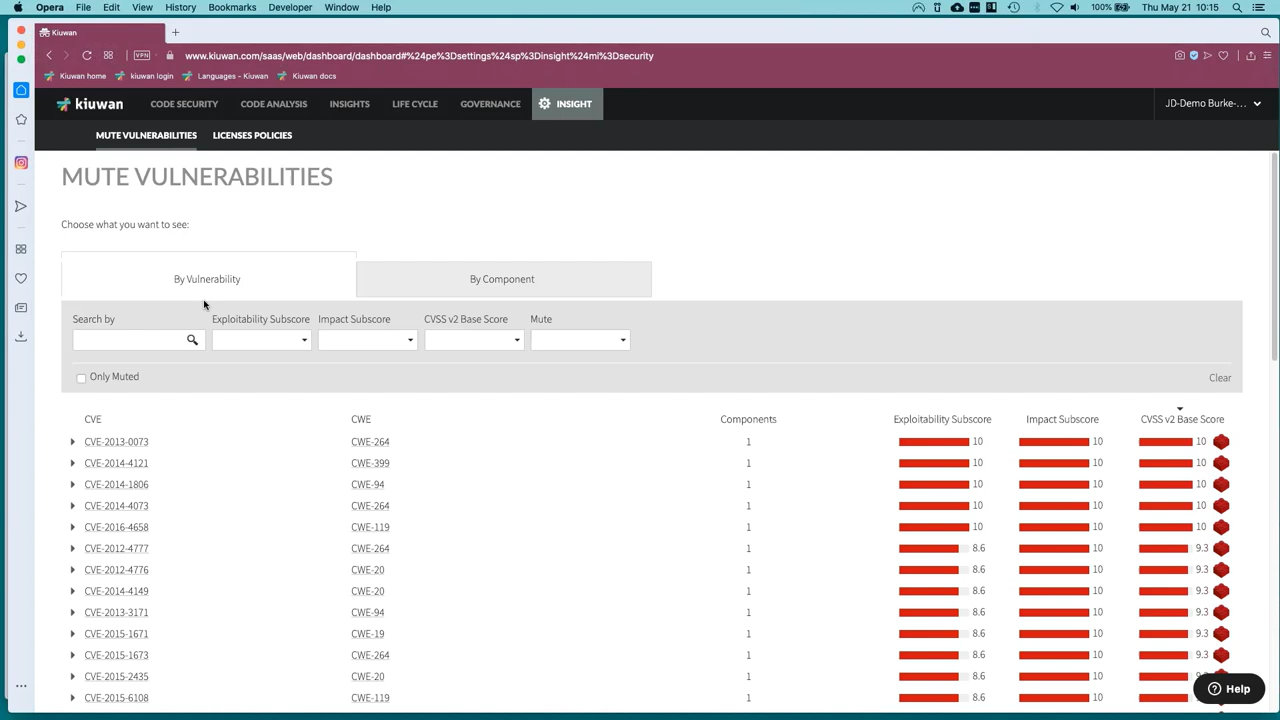 Opera File Edit View History Bookmarks Developer Window Help 100% Thu May 21 10:15
Kiuwan
VPN www.kiuwan.com/saas/web/dashboard/dashboard#%24pe%3Dsettings%24sp%3Dinsight%24mi%3Dsecurity
Kiuwan home kiuwan login Languages - Kiuwan Kiuwan docs
kiuwan CODE SECURITY CODE ANALYSIS INSIGHTS LIFE CYCLE GOVERNANCE INSIGHT JD-Demo Burke-...
MUTE VULNERABILITIES LICENSES POLICIES
MUTE VULNERABILITIES
Choose what you want to see:
By Vulnerability By Component
Search by Exploitability Subscore Impact Subscore CVSS v2 Base Score Mute
Only Muted Clear
CVE CWE Components Exploitability Subscore Impact Subscore CVSS v2 Base Score
CVE-2013-0073 CWE-264 1 10 10 10
CVE-2014-4121 CWE-399 1 10 10 10
CVE-2014-1806 CWE-94 1 10 10 10
CVE-2014-4073 CWE-264 1 10 10 10
CVE-2016-4658 CWE-119 1 10 10 10
CVE-2012-4777 CWE-264 1 8.6 10 9.3
CVE-2012-4776 CWE-20 1 8.6 10 9.3
CVE-2014-4149 CWE-20 1 8.6 10 9.3
CVE-2013-3171 CWE-94 1 8.6 10 9.3
CVE-2015-1671 CWE-19 1 8.6 10 9.3
CVE-2015-1673 CWE-264 1 8.6 10 9.3
CVE-2015-2435 CWE-20 1 8.6 10
CVE-2015-6108 CWE-119 1 8.6 10
Help